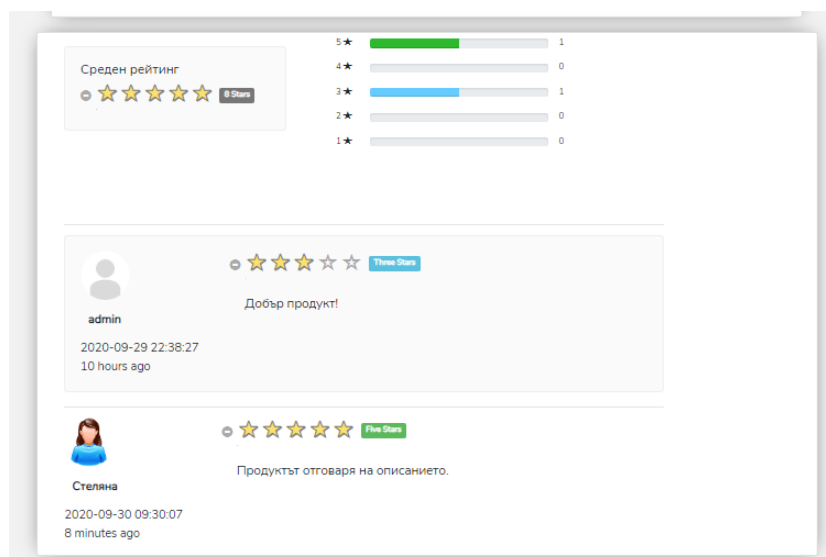 5★ 1
Среден рейтинг
4★ 0
8 Stars
3★ 1
2★ 0
1★ 0
Three Stars
Добър продукт!
admin
2020-09-29 22:38:27
10 hours ago
Five Stars
Продуктът отговаря на описанието.
Стеляна
2020-09-30 09:30:07
8 minutes ago